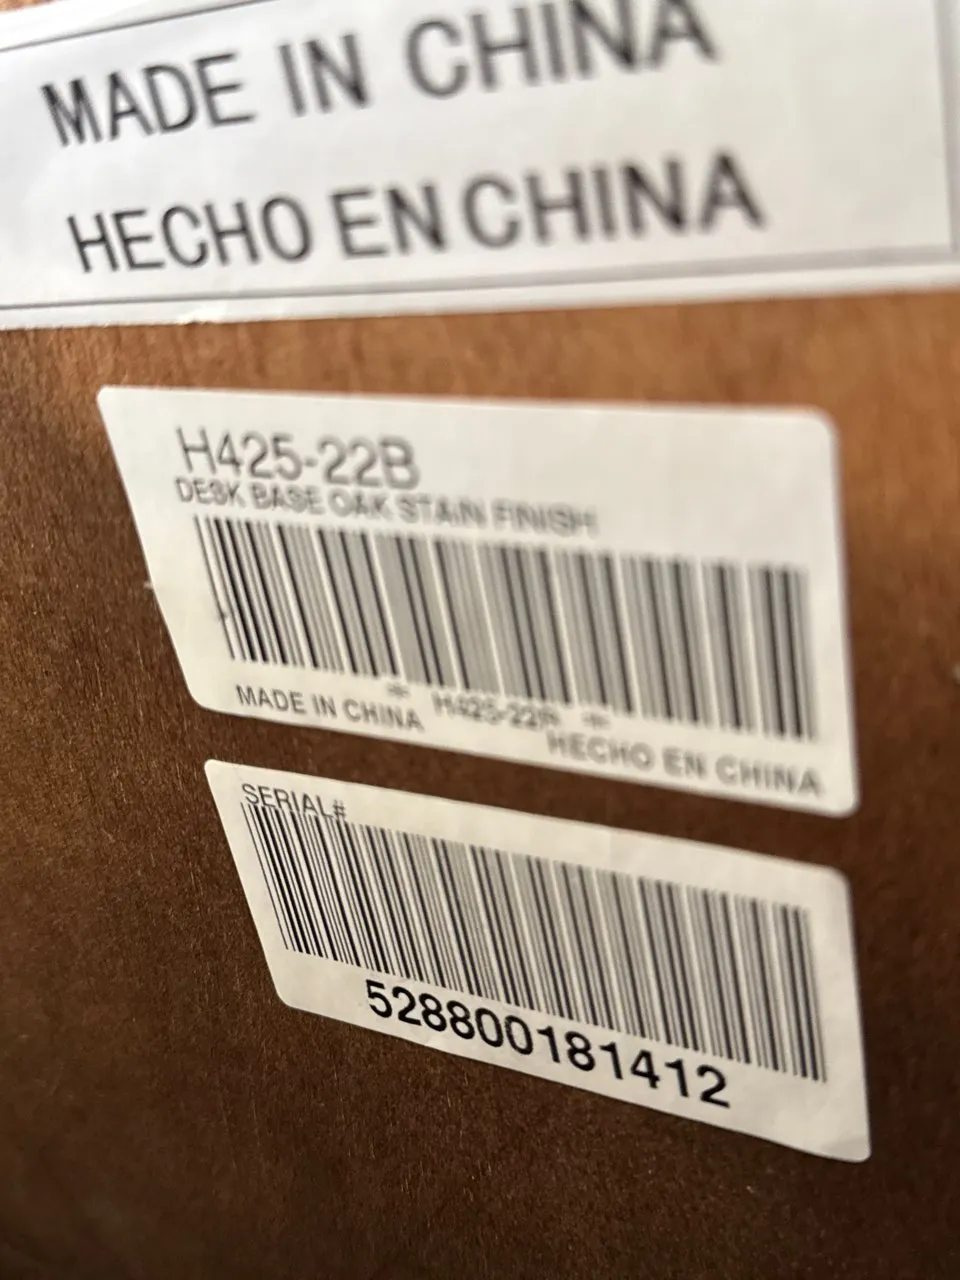 MADE IN CHINA
HECHO EN CHINA
H425-22B
DESK BASE OAK STAIN FINISH
* H425-22B *
MADE IN CHINA
HECHO EN CHINA
SERIAL#
528800181412